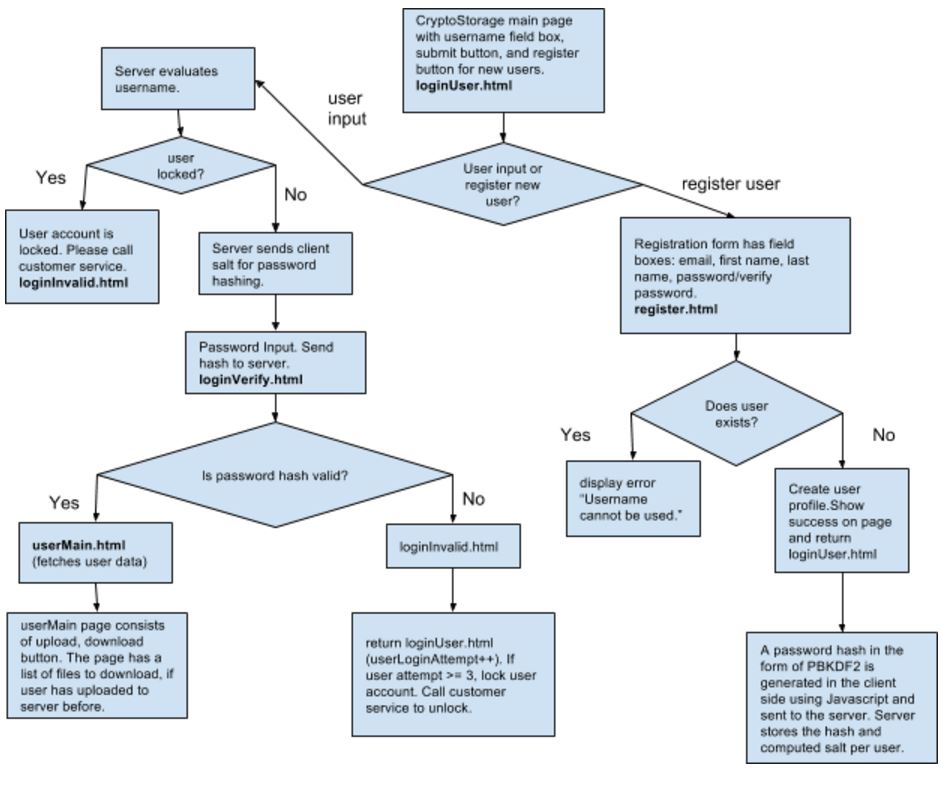 CryptoStorage main page
with username field box,
submit button, and register
button for new users.
loginUser.html
User input or
register new
user?
user
input
register user
Server evaluates
username.
user
locked?
Yes
No
User account is
locked. Please call
customer service.
loginInvalid.html
Server sends client
salt for password
hashing.
Password Input. Send
hash to server.
loginVerify.html
Is password hash valid?
Yes
No
userMain.html
(fetches user data)
userMain page consists
of upload, download
button. The page has a
list of files to download, if
user has uploaded to
server before.
loginInvalid.html
return loginUser.html
(userLoginAttempt++). If
user attempt >= 3, lock user
account. Call customer
service to unlock.
Registration form has field
boxes: email, first name, last
name, password/verify
password.
register.html
Does user
exists?
Yes
No
display error
“Username
cannot be used.”
Create user
profile.Show
success on page
and return
loginUser.html
A password hash in the
form of PBKDF2 is
generated in the client
side using Javascript and
sent to the server. Server
stores the hash and
computed salt per user.